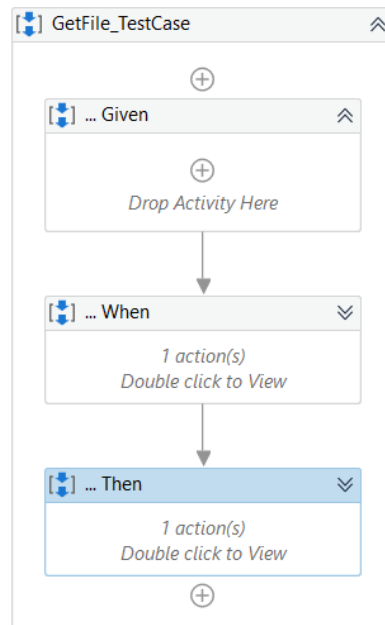 GetFile_TestCase
... Given
Drop Activity Here
... When
1 action(s)
Double click to View
... Then
1 action(s)
Double click to View